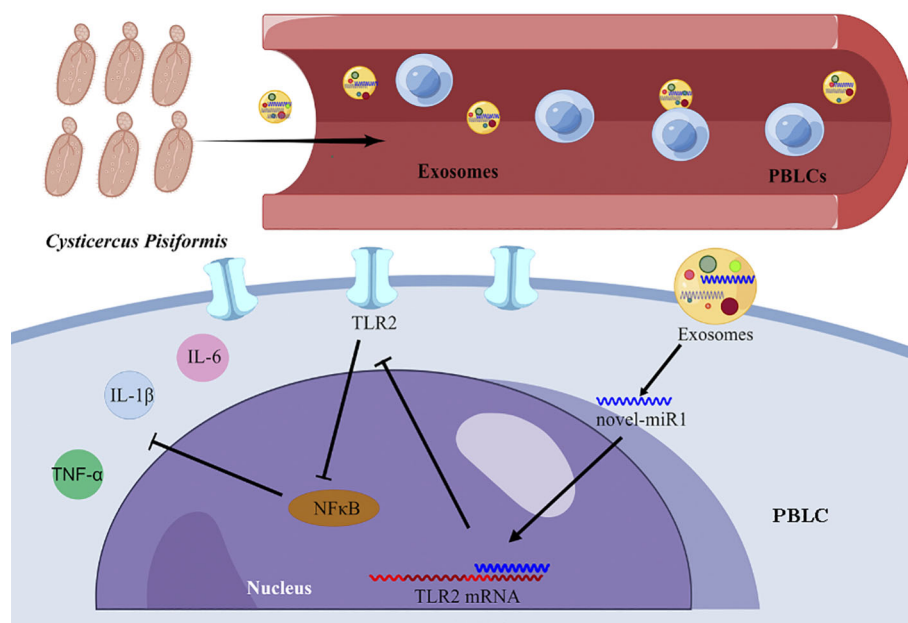 Exosomes
PBLCs
Cysticercus Pisiformis
TLR2
Exosomes
IL-6
IL-1β
novel-miR1
TNF-α
NFκB
PBLC
Nucleus
TLR2 mRNA